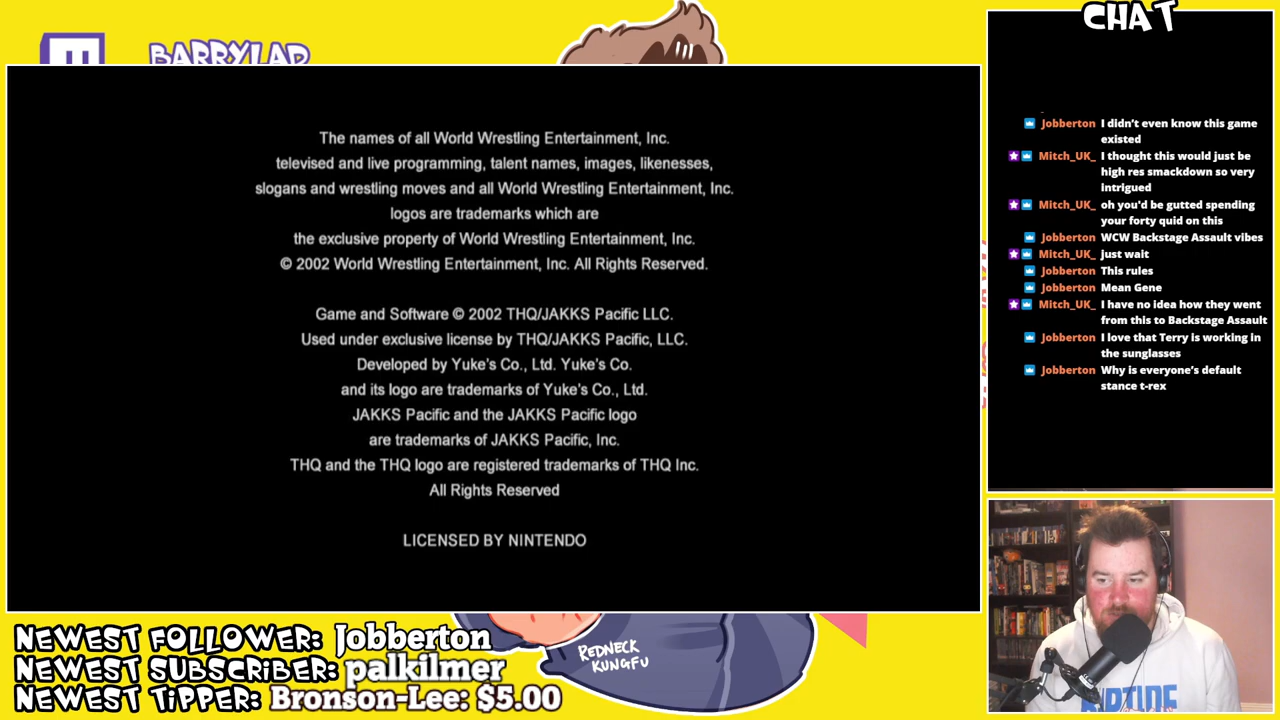 BARRYLAD
CHAT
The names of all World Wrestling Entertainment, Inc.
televised and live programming, talent names, images, likenesses,
slogans and wrestling moves and all World Wrestling Entertainment, Inc.
logos are trademarks which are
the exclusive property of World Wrestling Entertainment, Inc.
© 2002 World Wrestling Entertainment, Inc. All Rights Reserved.
Game and Software © 2002 THQ/JAKKS Pacific LLC.
Used under exclusive license by THQ/JAKKS Pacific, LLC.
Developed by Yuke's Co., Ltd. Yuke's Co.
and its logo are trademarks of Yuke's Co., Ltd.
JAKKS Pacific and the JAKKS Pacific logo
are trademarks of JAKKS Pacific, Inc.
THQ and the THQ logo are registered trademarks of THQ Inc.
All Rights Reserved
LICENSED BY NINTENDO
Jobberton I didn't even know this game
existed
Mitch_UK_ I thought this would just be
high res smackdown so very
intrigued
Mitch_UK_ oh you'd be gutted spending
your forty quid on this
Jobberton WCW Backstage Assault vibes
Mitch_UK_ just wait
Jobberton This rules
Jobberton Mean Gene
Mitch_UK_ I have no idea how they went
from this to Backstage Assault
Jobberton I love that Terry is working in
the sunglasses
Jobberton Why is everyone's default
stance t-rex
REDNECK
KUNGFU
RIPTIDE
NEWEST FOLLOWER: Jobberton
NEWEST SUBSCRIBER: palkilmer
NEWEST TIPPER: Bronson-Lee: $5.00